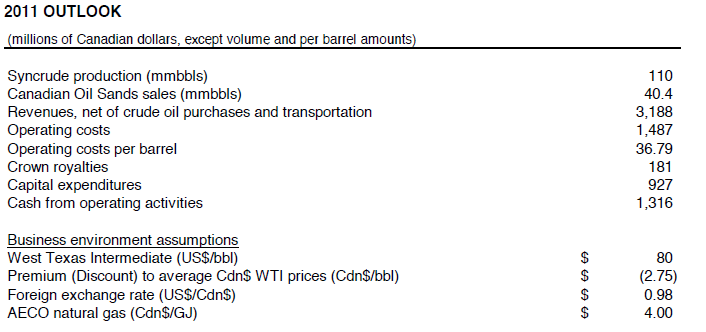 2011 OUTLOOK
(millions of Canadian dollars, except volume and per barrel amounts)
Syncrude production (mmbbls) 110
Canadian Oil Sands sales (mmbbls) 40.4
Revenues, net of crude oil purchases and transportation 3,188
Operating costs 1,487
Operating costs per barrel 36.79
Crown royalties 181
Capital expenditures 927
Cash from operating activities 1,316
Business environment assumptions
West Texas Intermediate (US$/bbl) $ 80
Premium (Discount) to average Cdn$ WTI prices (Cdn$/bbl) $ (2.75)
Foreign exchange rate (US$/Cdn$) $ 0.98
AECO natural gas (Cdn$/GJ) $ 4.00